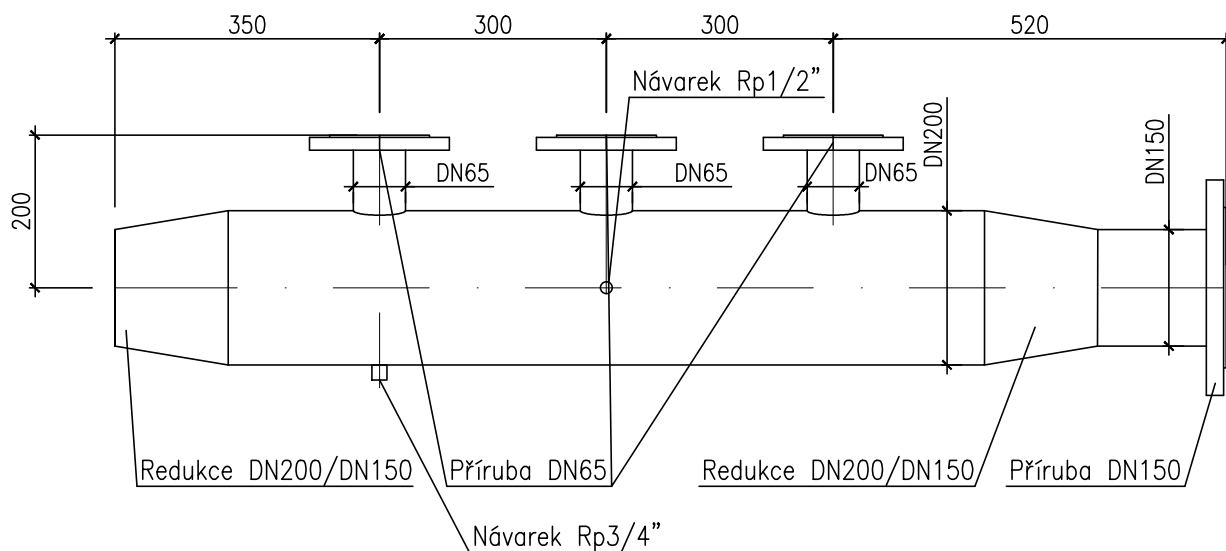 350
300
300
520
Návarek Rp1/2”
200
DN65
DN65
DN65
DN200
DN150
Redukce DN200/DN150
Příruba DN65
Redukce DN200/DN150
Příruba DN150
Návarek Rp3/4”